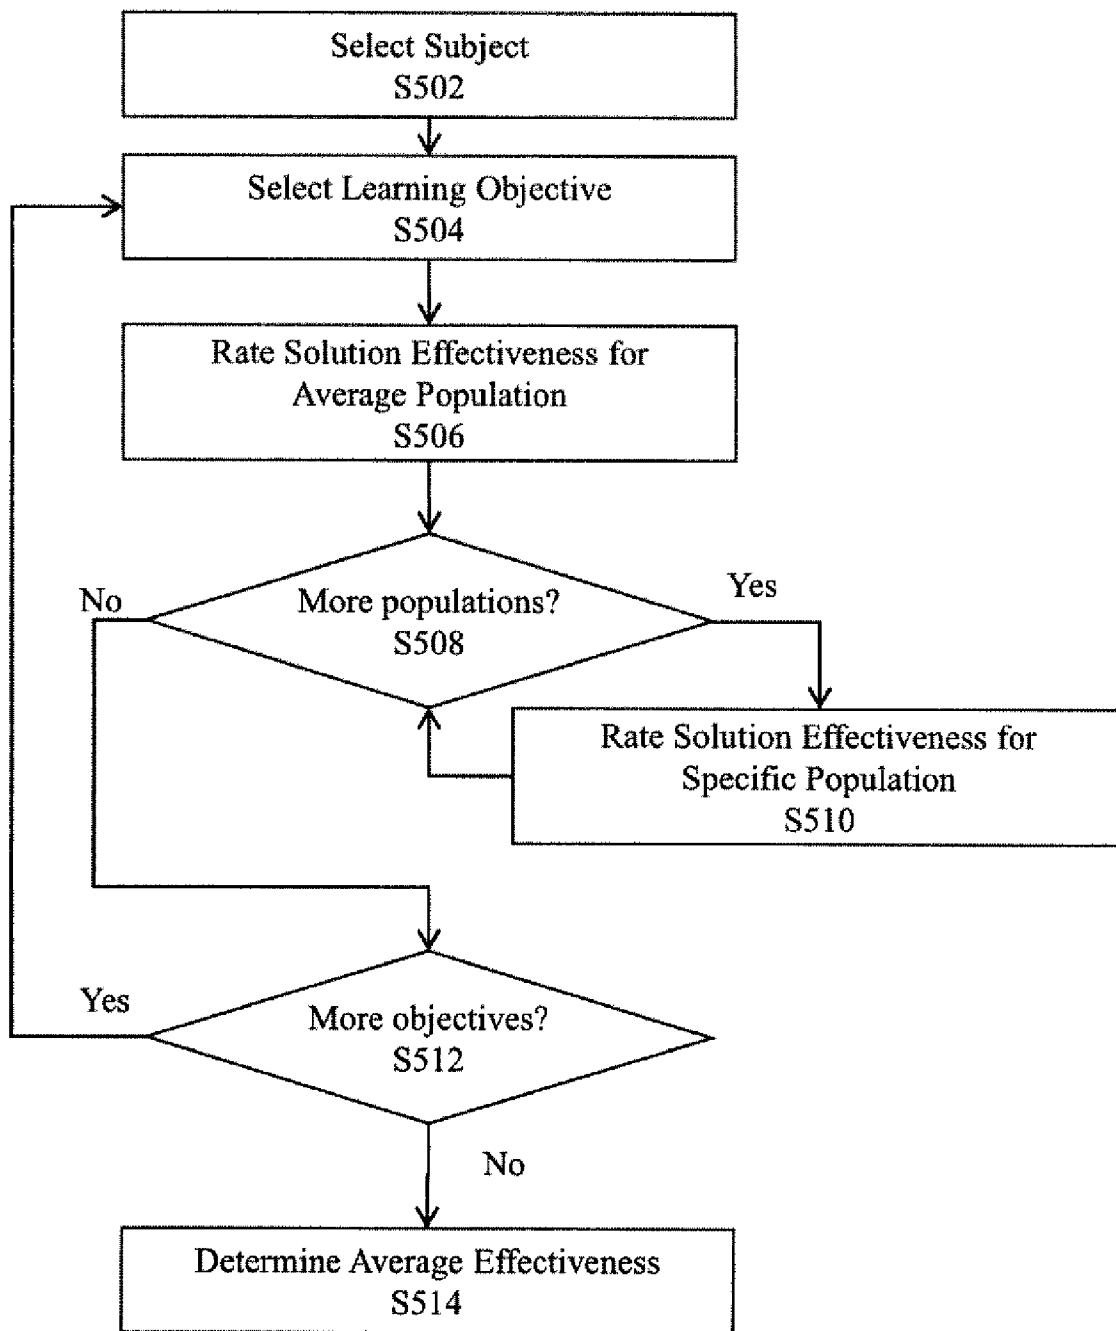 Select Subject
S502
Select Learning Objective
S504
Rate Solution Effectiveness for
Average Population
S506
No
More populations?
S508
Yes
Rate Solution Effectiveness for
Specific Population
S510
Yes
More objectives?
S512
No
Determine Average Effectiveness
S514